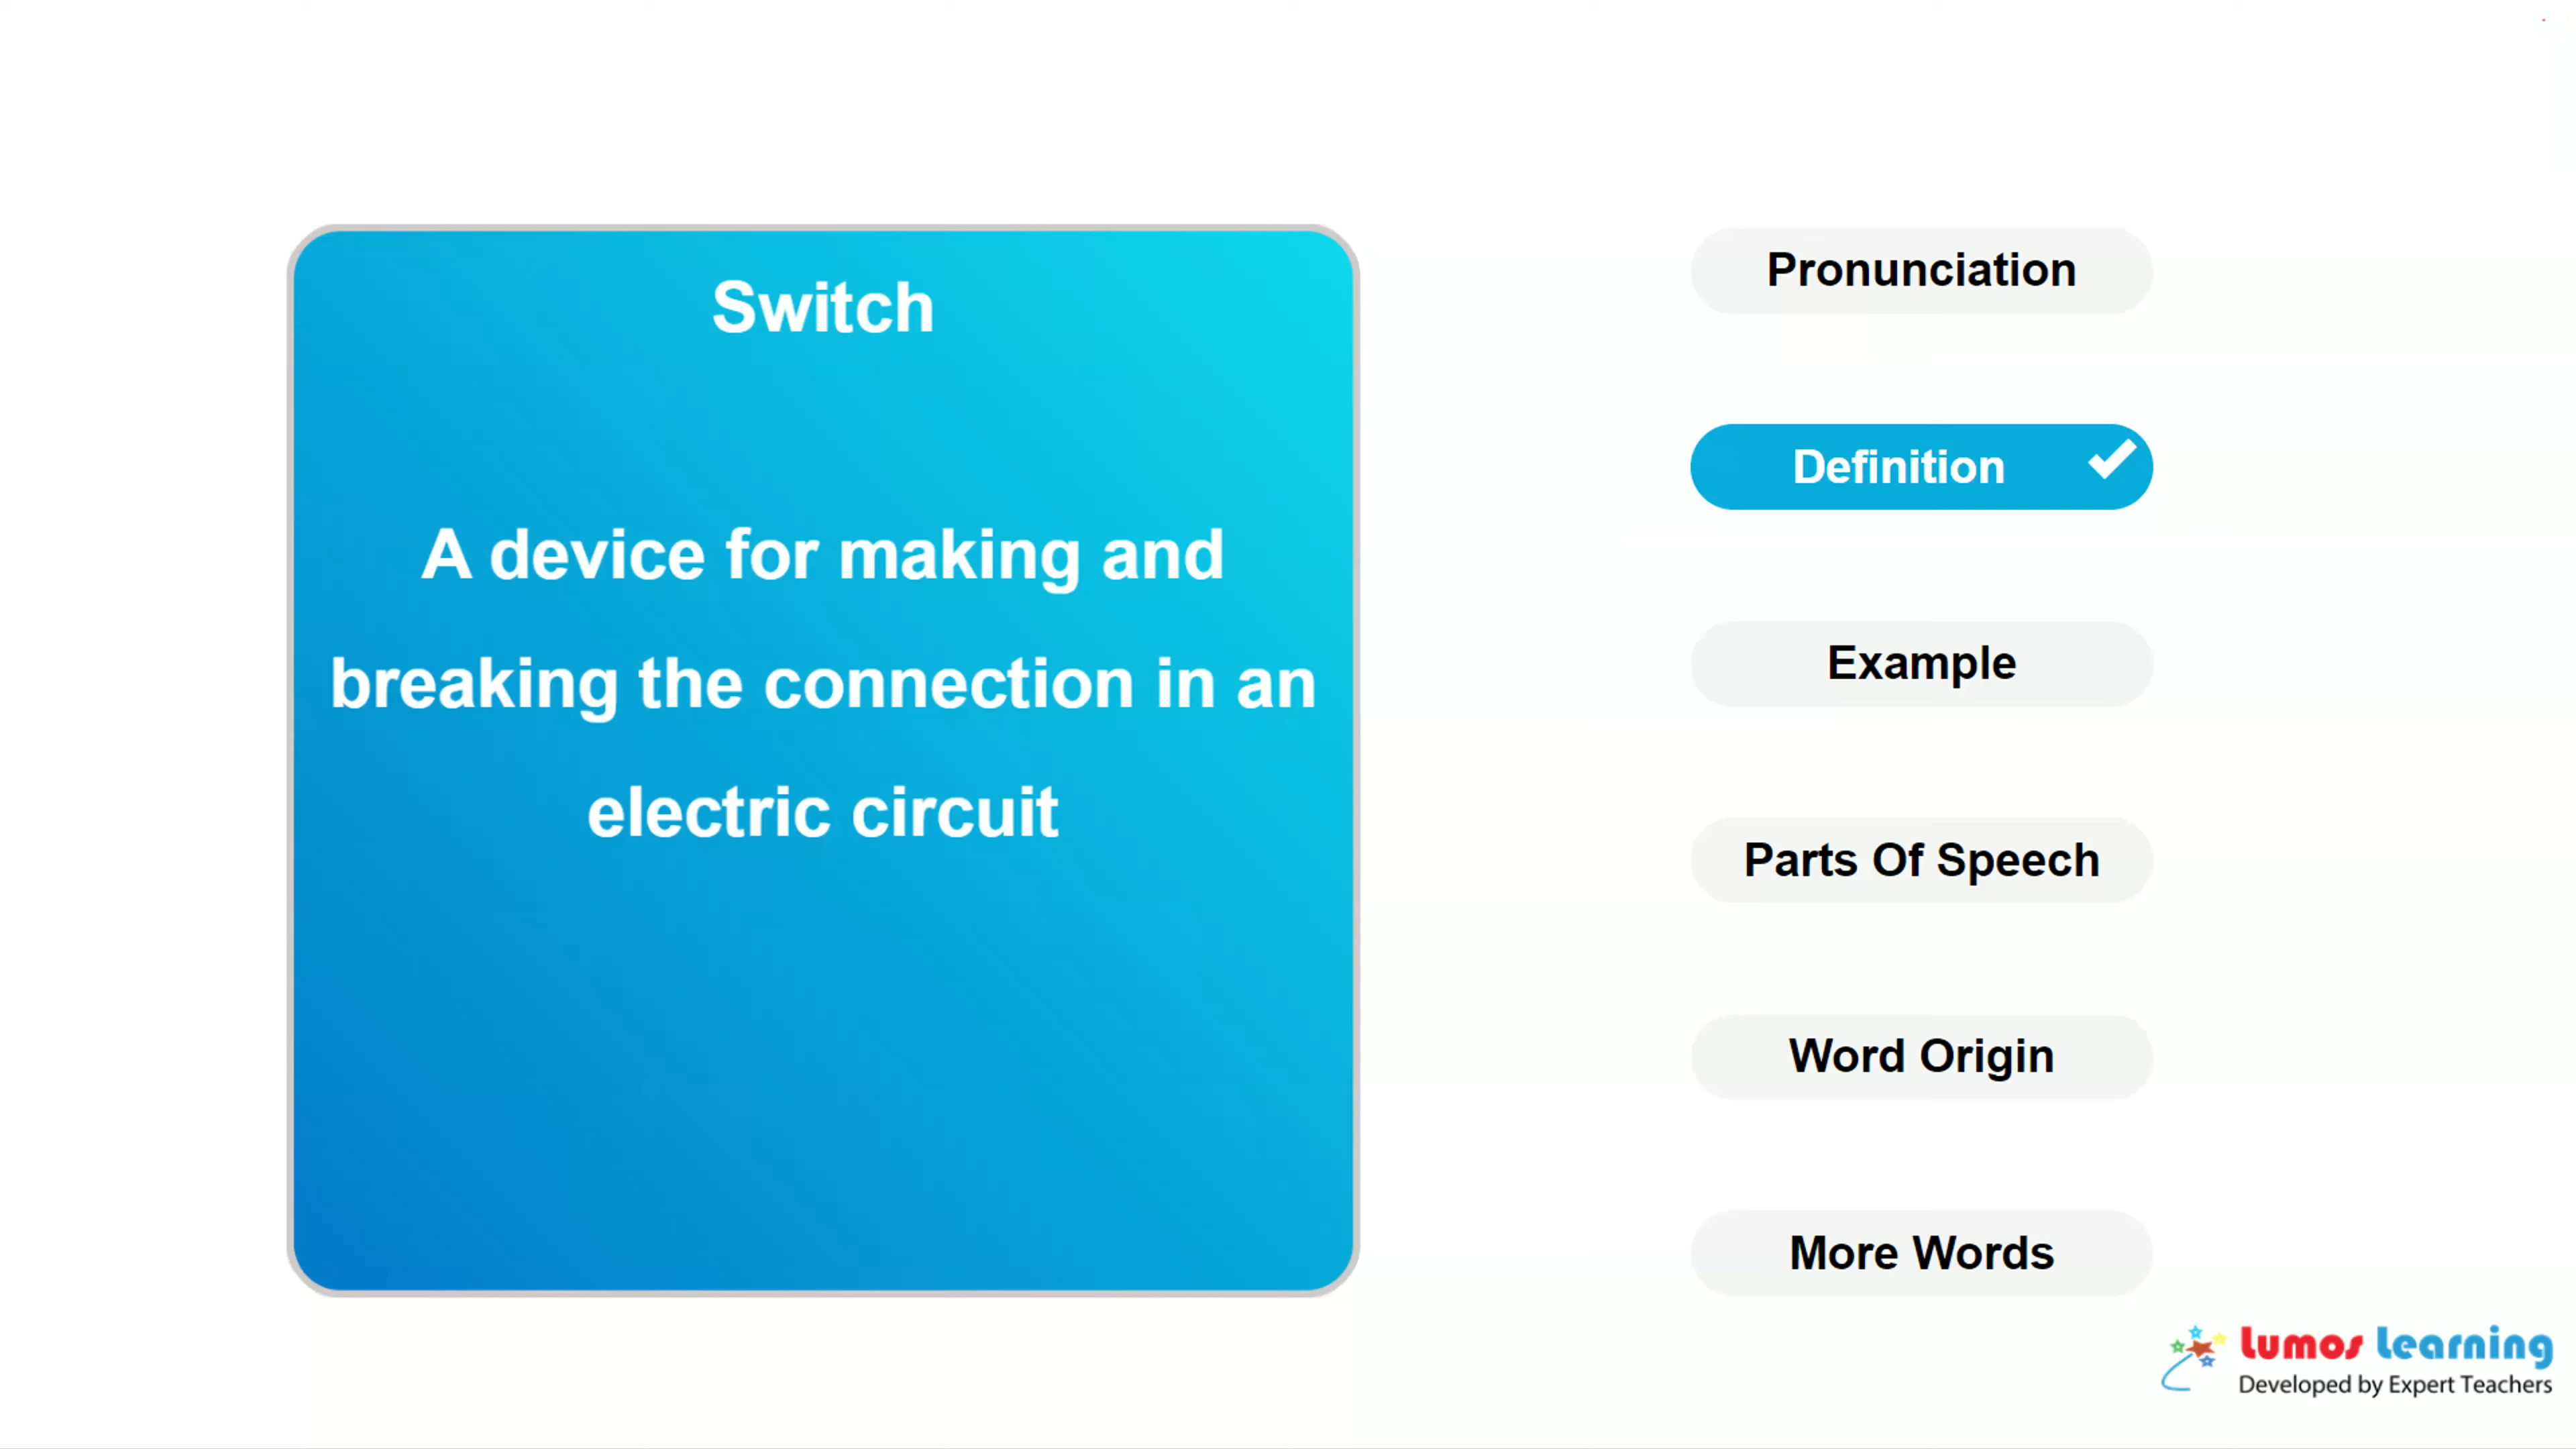 Switch
A device for making and
breaking the connection in an
electric circuit
Pronunciation
Definition
Example
Parts Of Speech
Word Origin
More Words
Lumos Learning
Developed by Expert Teachers